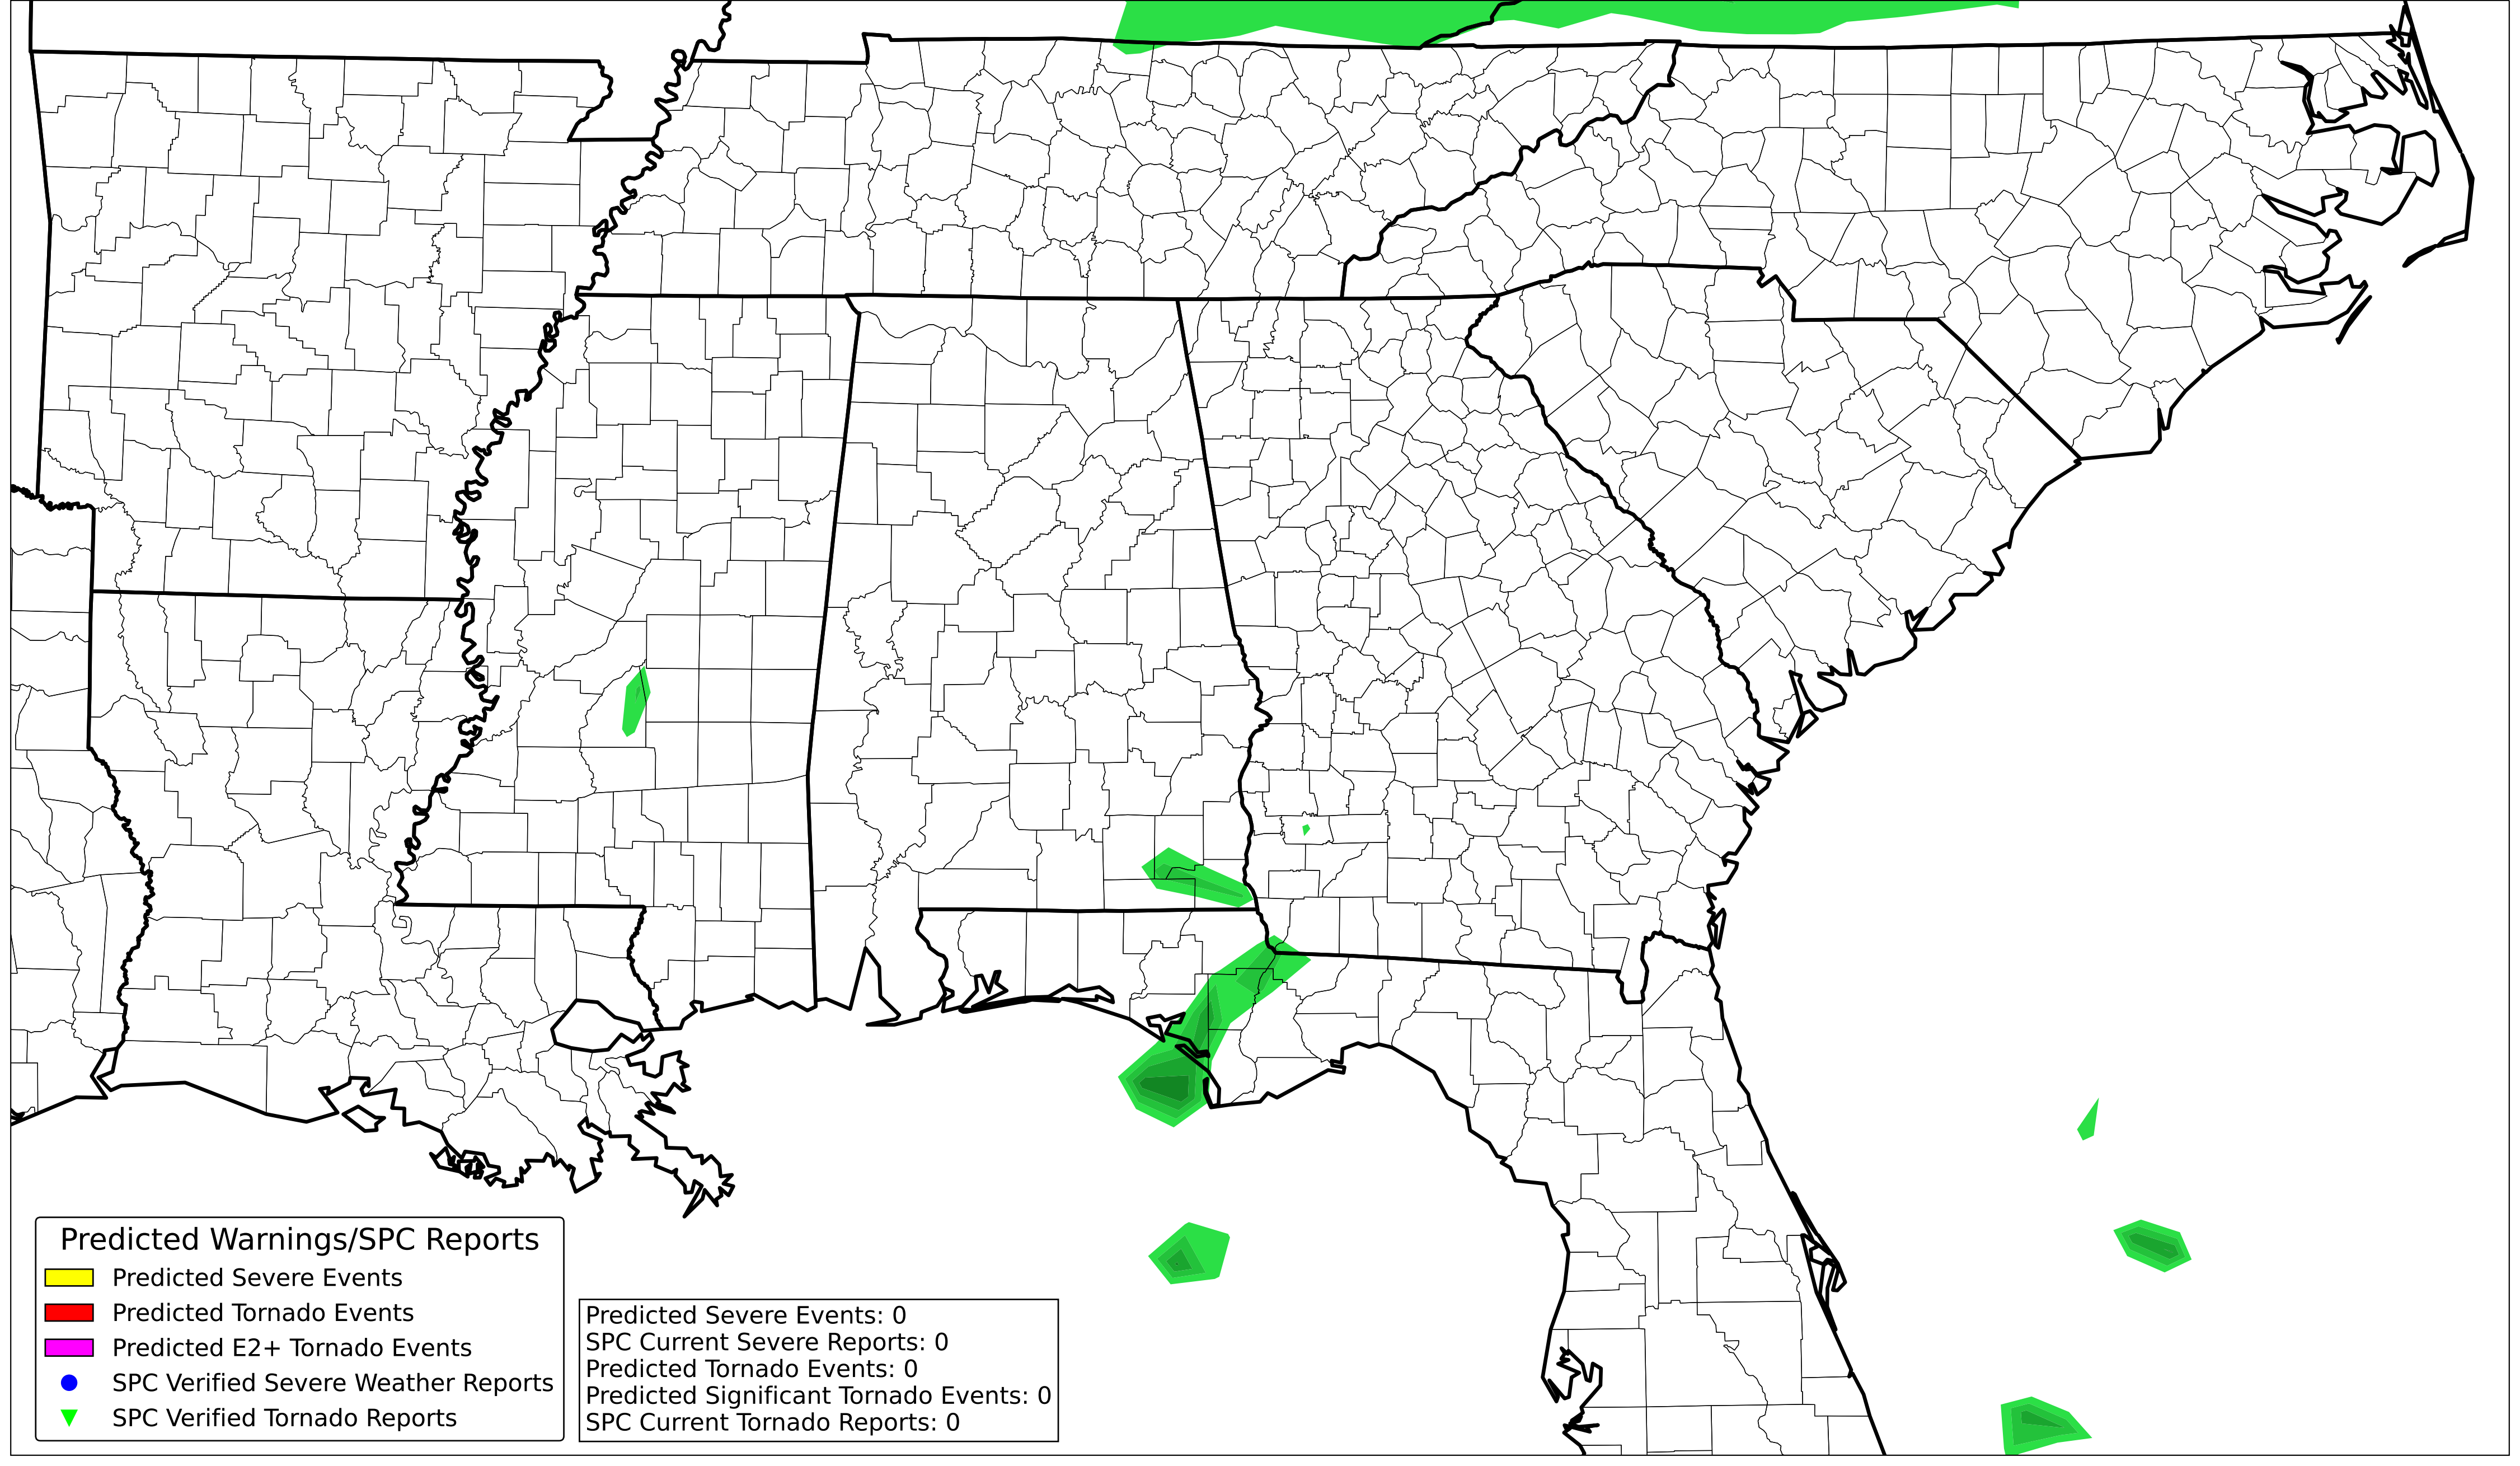 Predicted Warnings/SPC Reports
Predicted Severe Events
Predicted Tornado Events
Predicted E2+ Tornado Events
SPC Verified Severe Weather Reports
SPC Verified Tornado Reports
Predicted Severe Events: 0
SPC Current Severe Reports: 0
Predicted Tornado Events: 0
Predicted Significant Tornado Events: 0
SPC Current Tornado Reports: 0